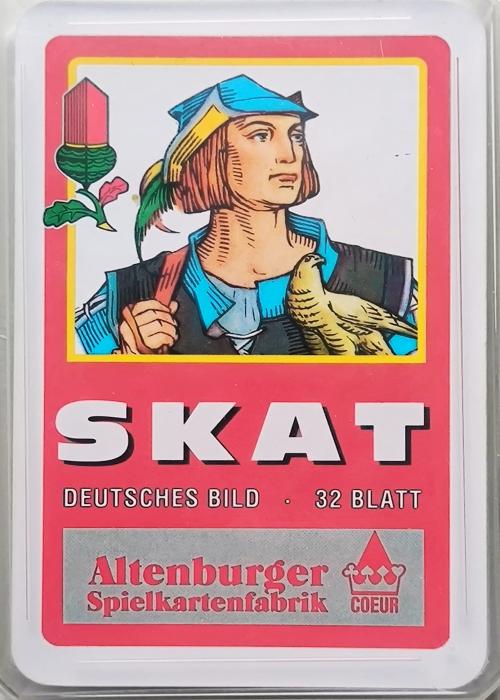 SKAT
DEUTSCHES BILD · 32 BLATT
Altenburger
Spielkartenfabrik
COEUR